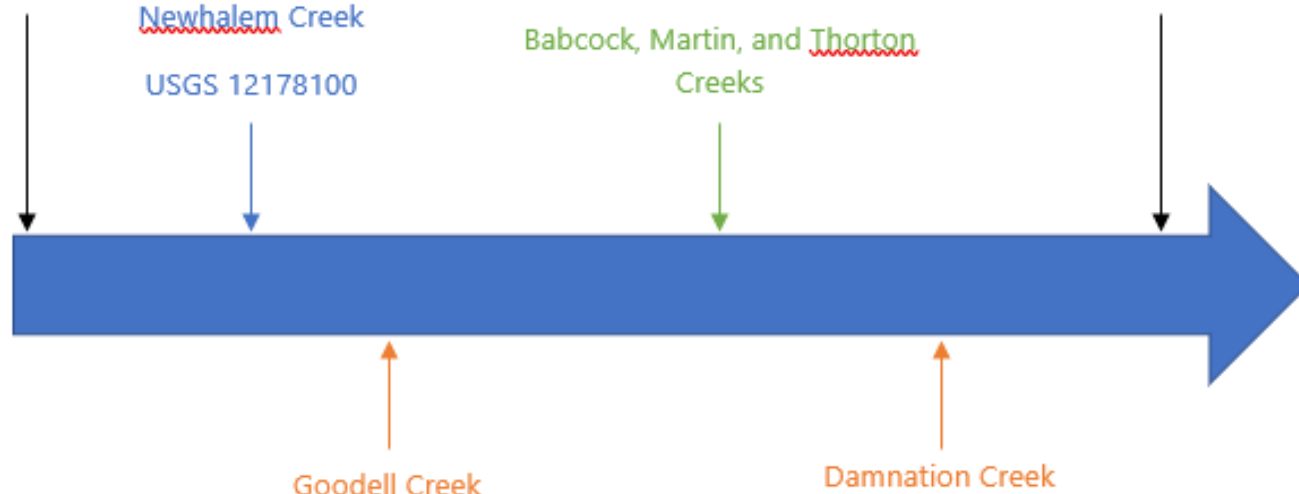 Newhalem Creek
USGS 12178100
Babcock, Martin, and Thorton
Creeks
Goodell Creek
Damnation Creek